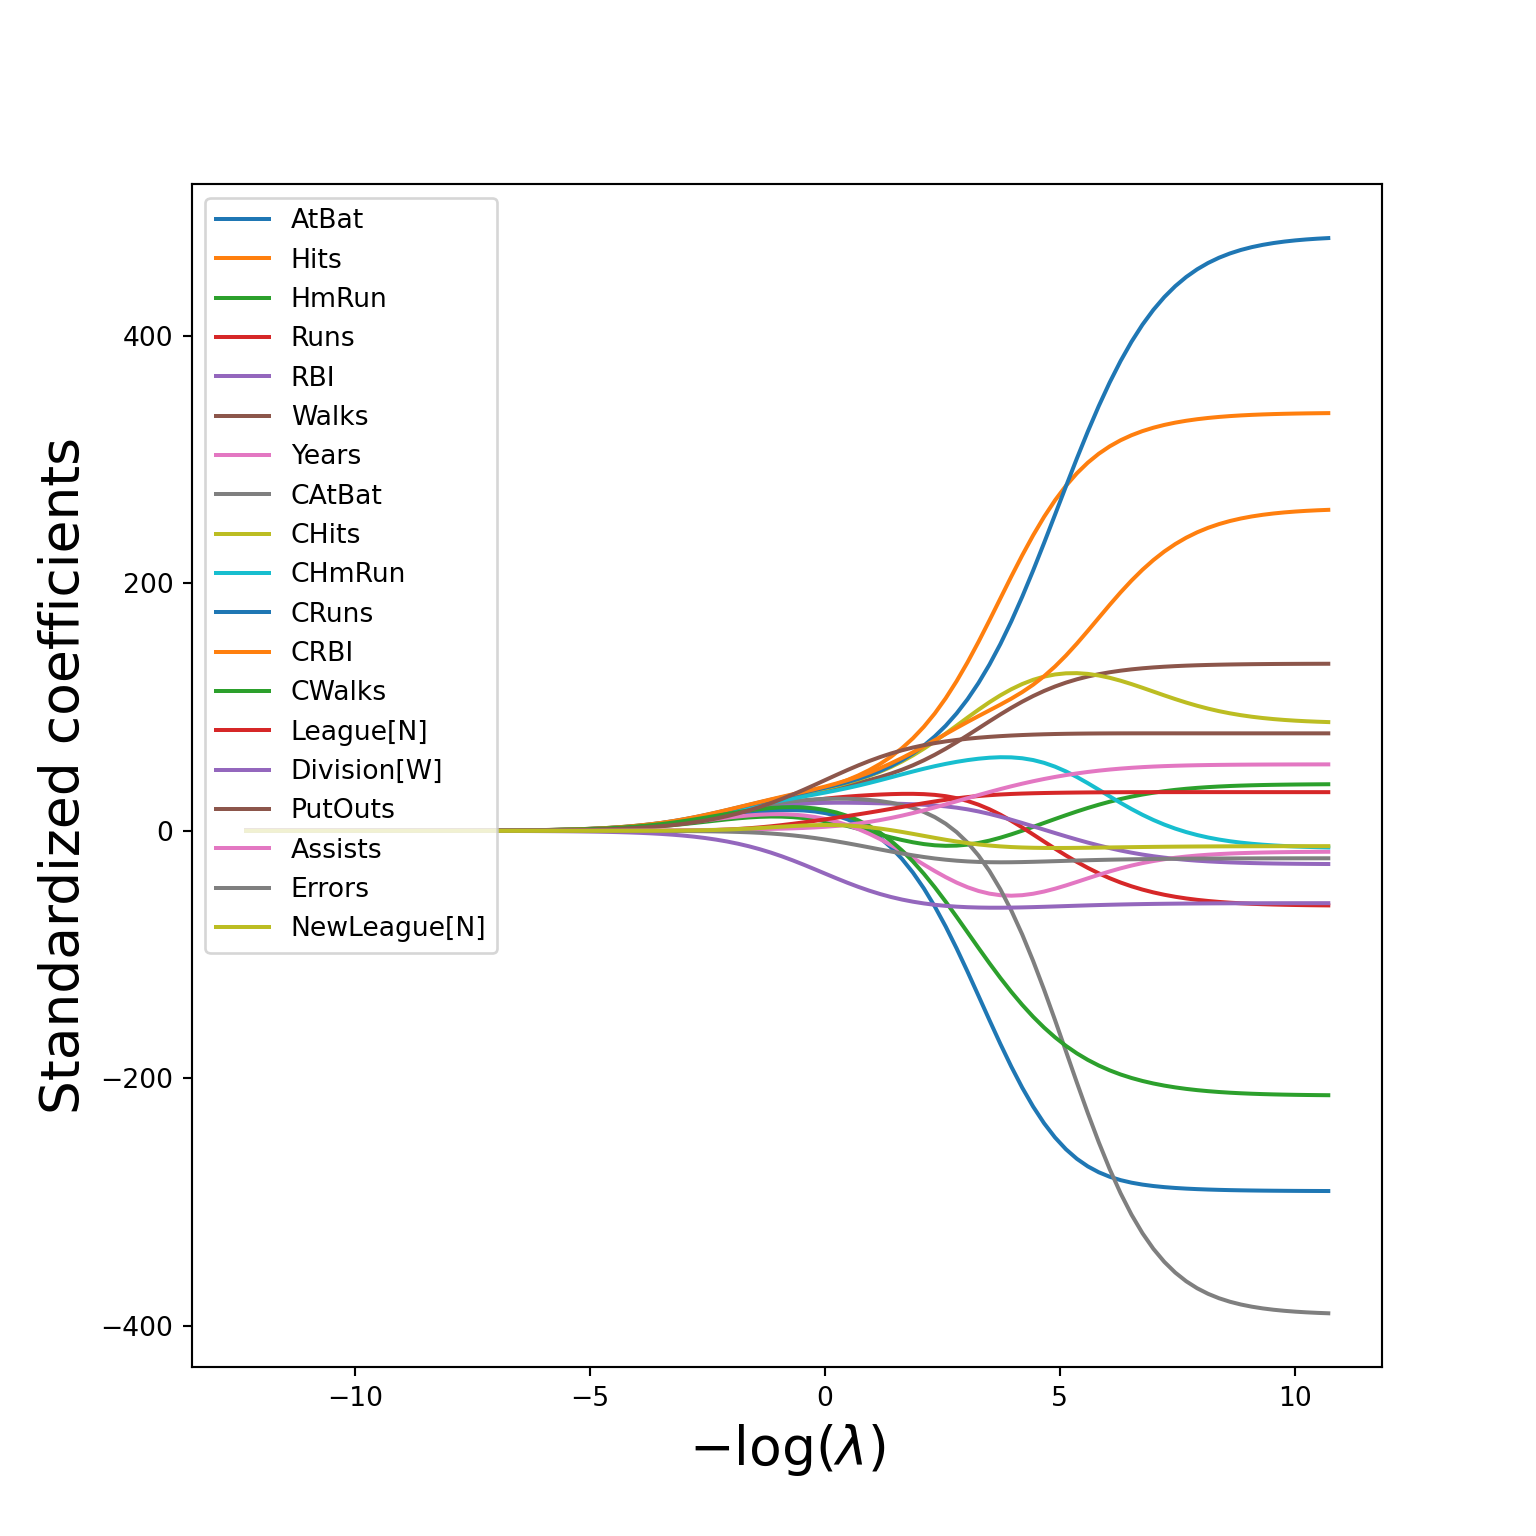 AtBat
Hits
HmRun
Runs
RBI
Walks
Years
CAtBat
CHits
CHmRun
CRuns
CRBI
CWalks
League[N]
Division[W]
PutOuts
Assists
Errors
NewLeague[N]
400
200
0
−200
−400
Standardized coefficients
−10
−5
0
5
10
−log(λ)